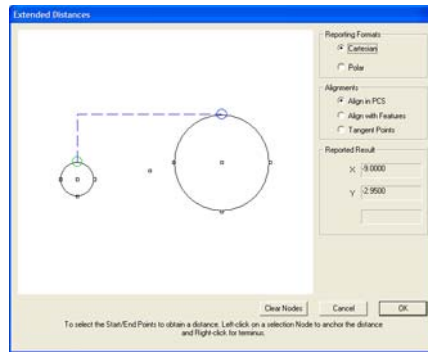 Extended Distances
Reporting Formats
Cartesian
Polar
Alignments
Align in PCS
Align with Features
Tangent Points
Reported Result
X -9.0000
Y -2.9500
Clear Nodes
Cancel
OK
To select the Start/End Points to obtain a distance: Left-click on a selection Node to anchor the distance
and Right-click for terminus.